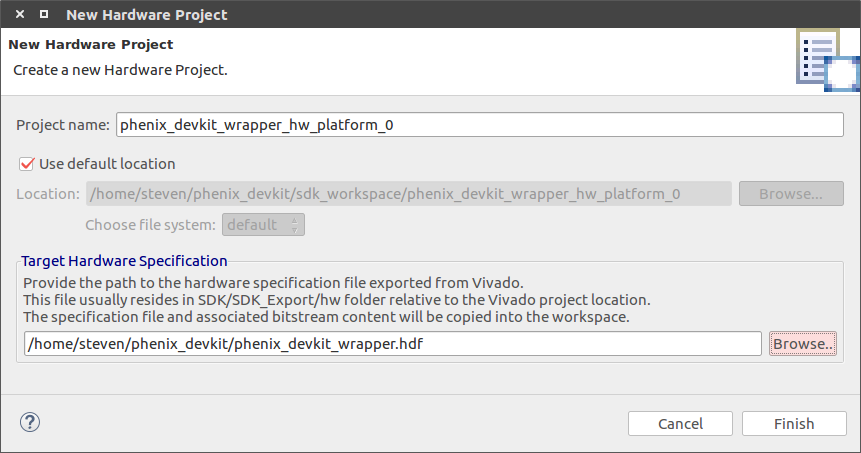 New Hardware Project
New Hardware Project
Create a new Hardware Project.
Project name: phenix_devkit_wrapper_hw_platform_0
Use default location
Location: /home/steven/phenix_devkit/sdk_workspace/phenix_devkit_wrapper_hw_platform_0 Browse...
Choose file system: default
Target Hardware Specification
Provide the path to the hardware specification file exported from Vivado.
This file usually resides in SDK/SDK_Export/hw folder relative to the Vivado project location.
The specification file and associated bitstream content will be copied into the workspace.
/home/steven/phenix_devkit/phenix_devkit_wrapper.hdf Browse..
? Cancel Finish